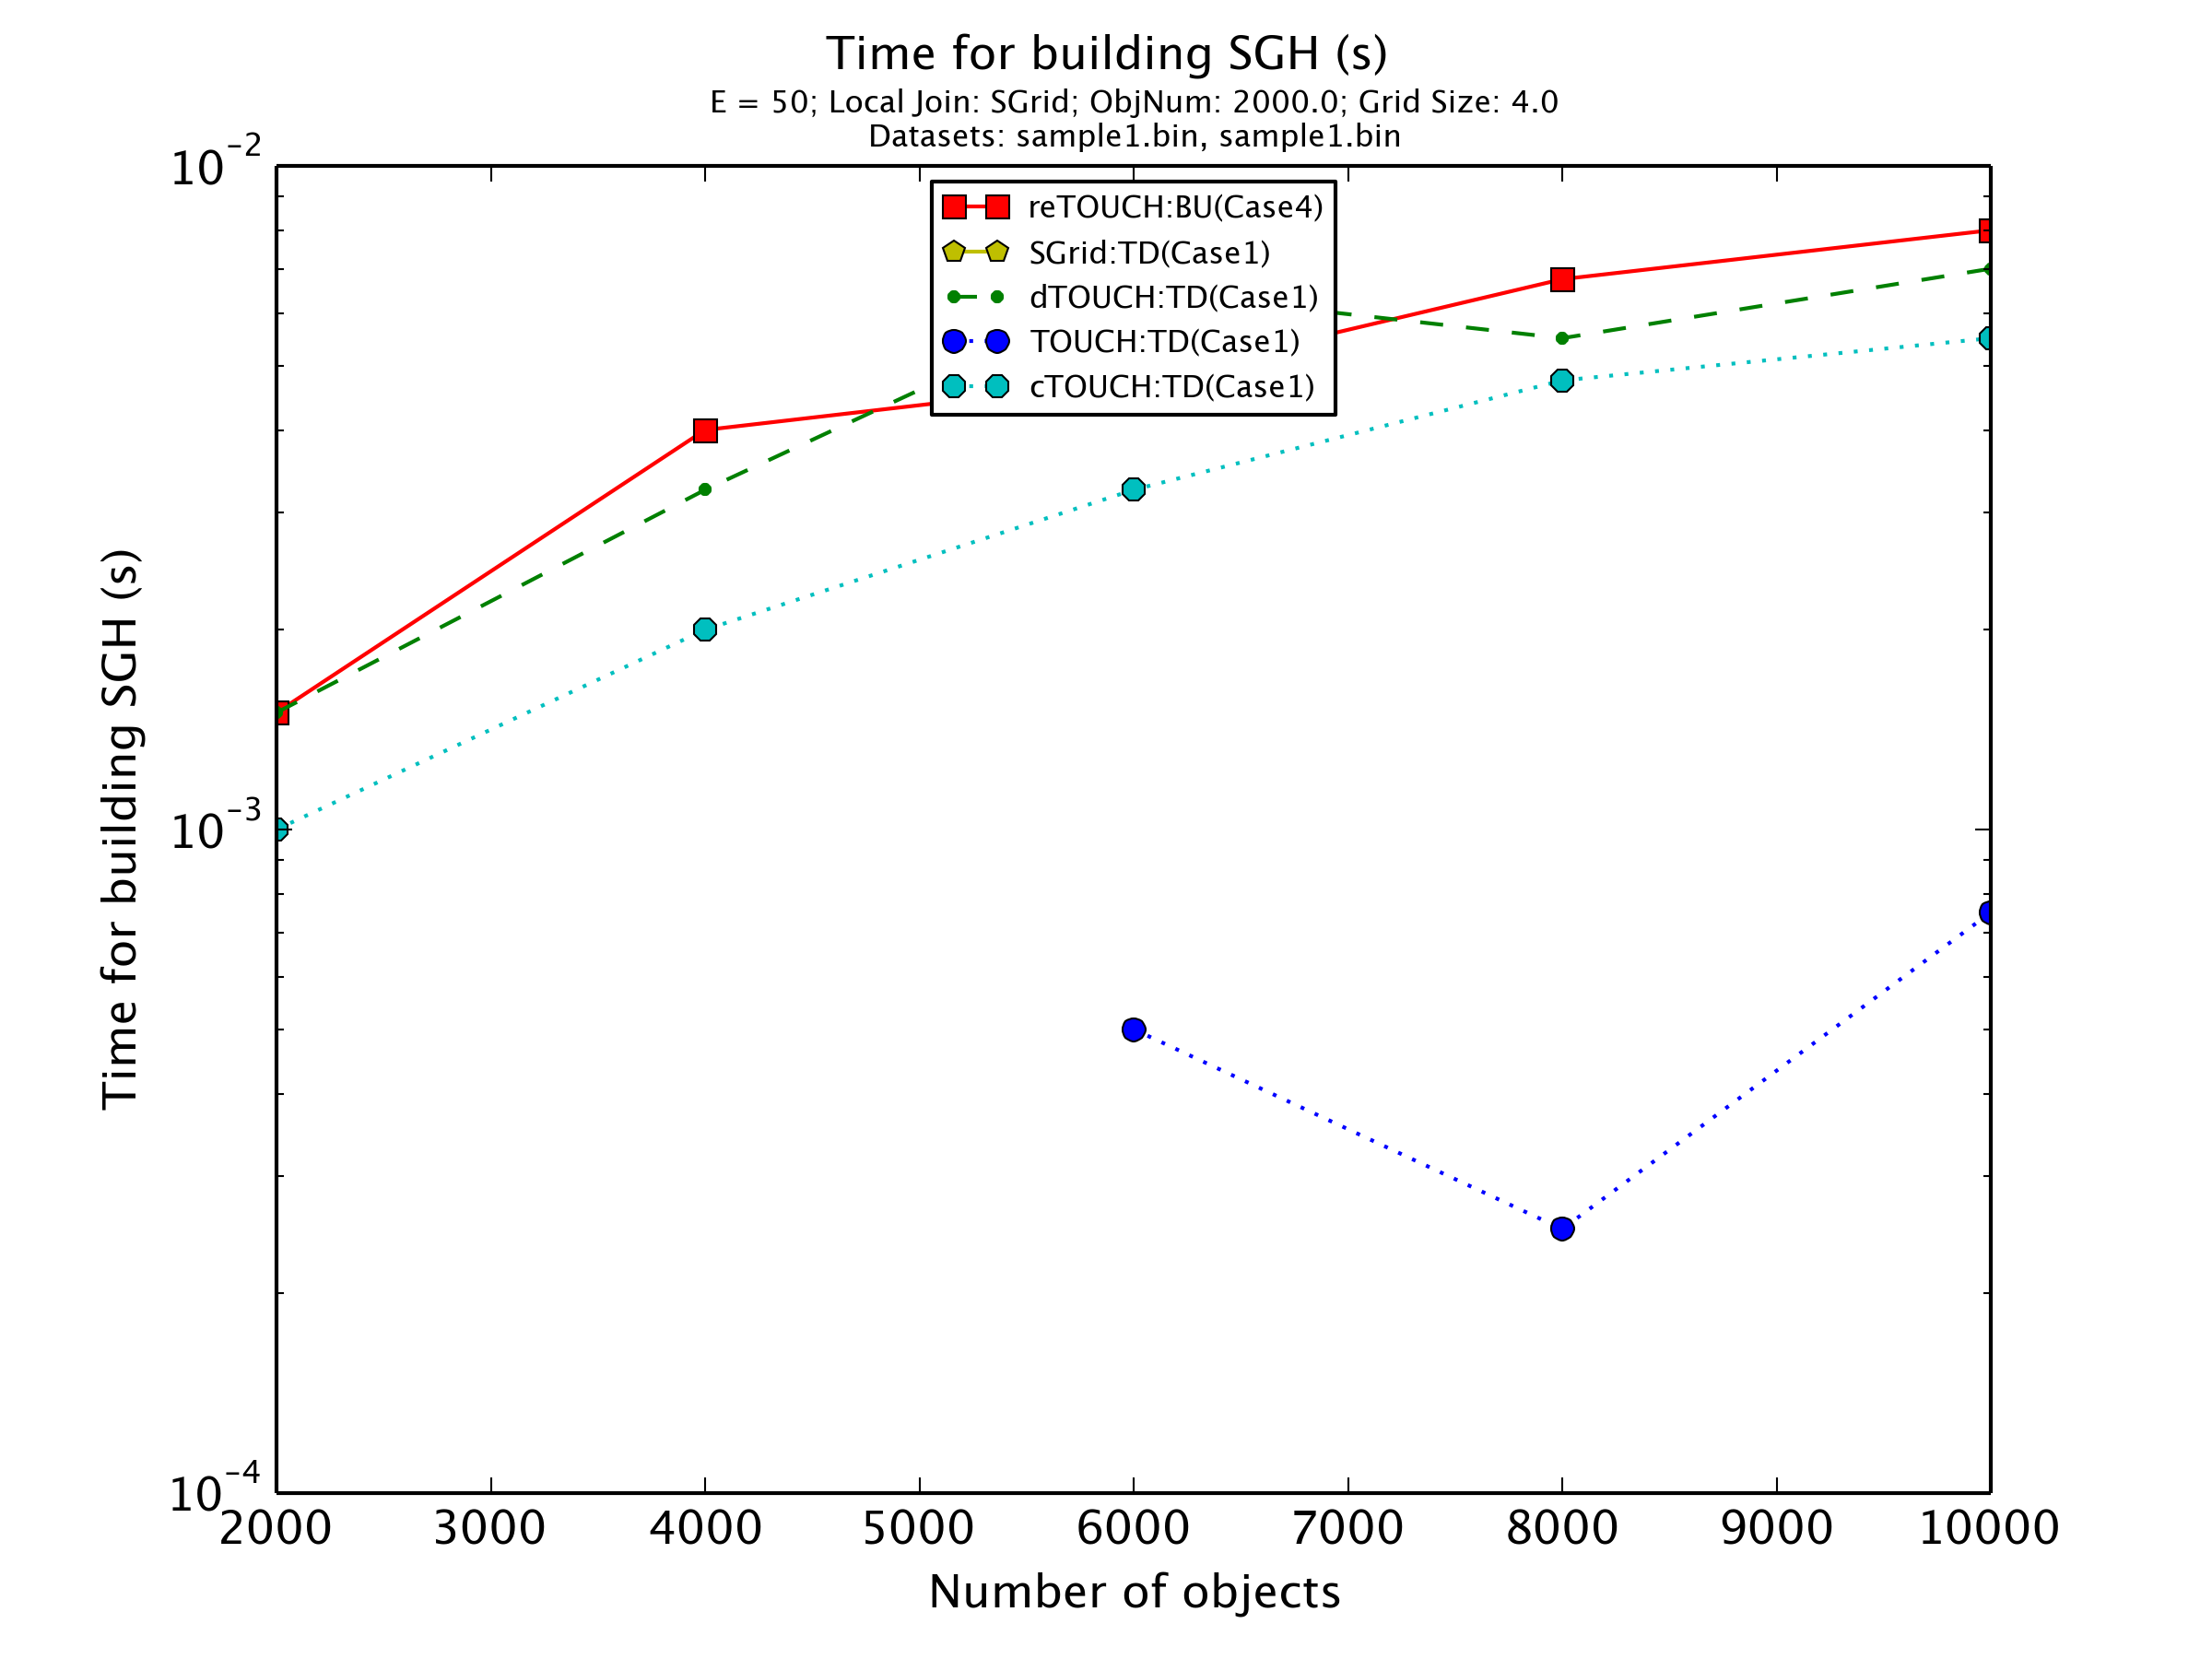 Time for building SGH (s)
E = 50; Local Join: SGrid; ObjNum: 2000.0; Grid Size: 4.0
Datasets: sample1.bin, sample1.bin
10⁻²
reTOUCH:BU(Case4)
SGrid:TD(Case1)
dTOUCH:TD(Case1)
TOUCH:TD(Case1)
cTOUCH:TD(Case1)
Time for building SGH (s)
10⁻³
10⁻⁴
2000 3000 4000 5000 6000 7000 8000 9000 10000
Number of objects